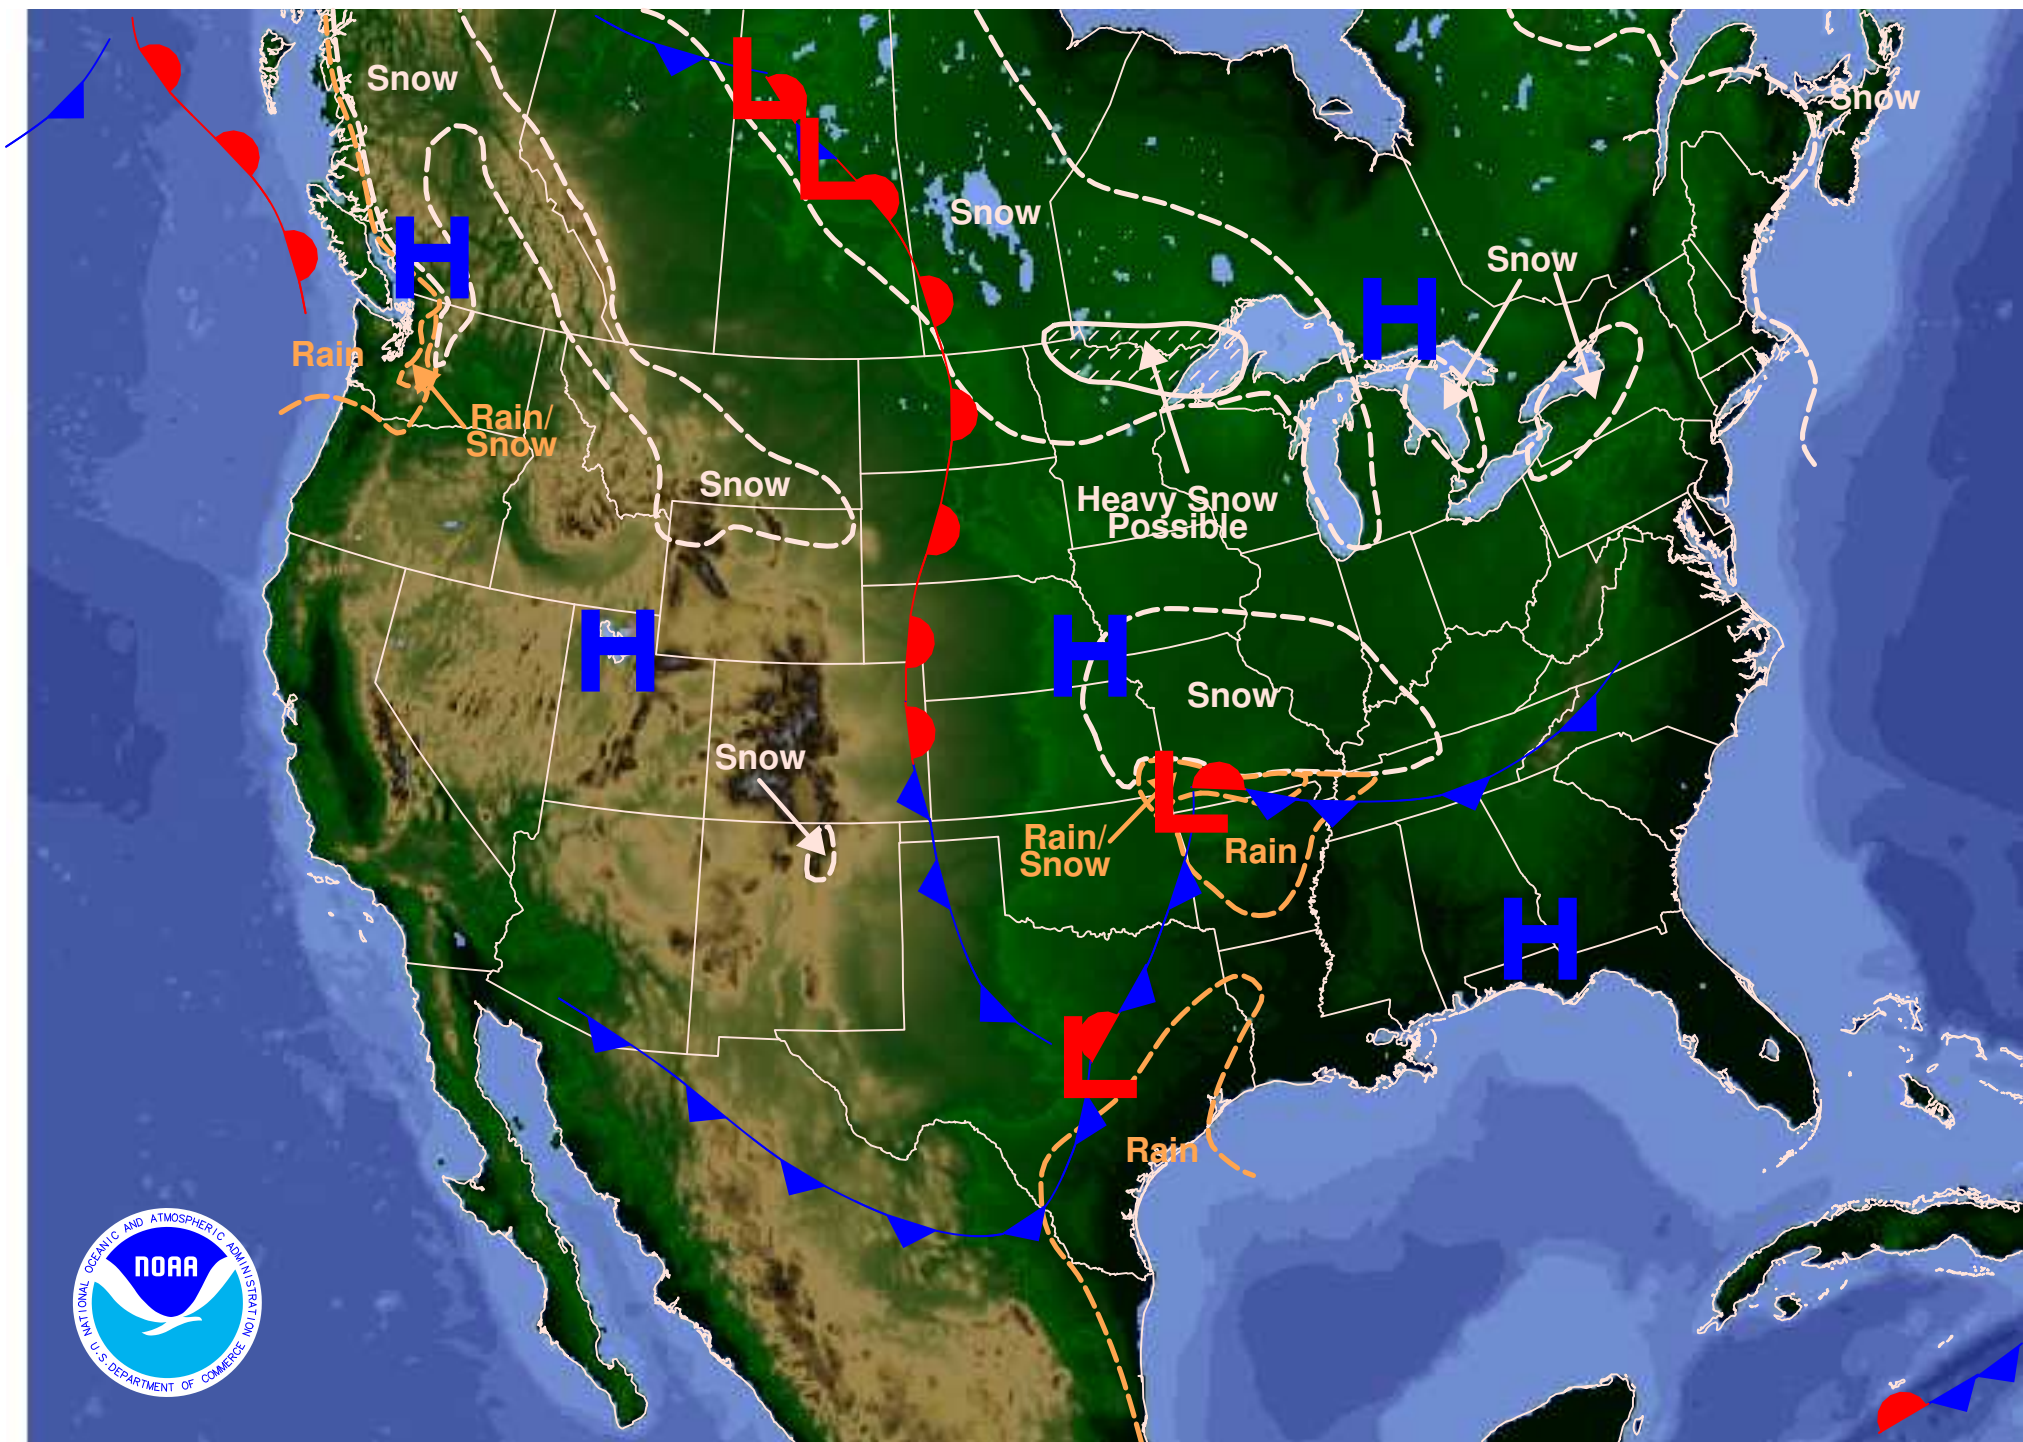 Snow
Snow
Snow
Snow
Rain
Rain/
Snow
Snow
Heavy Snow
Possible
Snow
Snow
Rain/
Snow
Rain
Rain
H
H
H
H
H
L
L
L
L
NATIONAL OCEANIC AND ATMOSPHERIC ADMINISTRATION
NOAA
U.S. DEPARTMENT OF COMMERCE